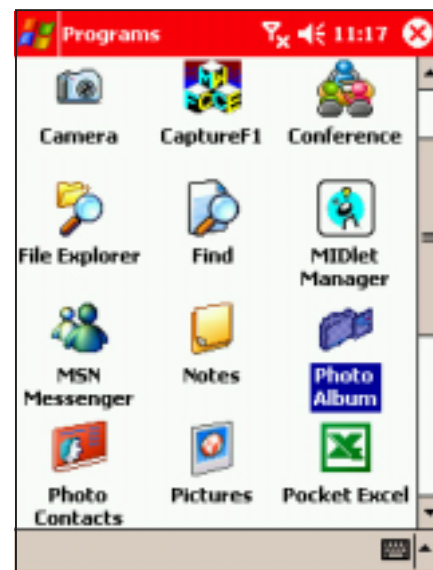 Programs 11:17
Camera CaptureF1 Conference
File Explorer Find MIDlet
Manager
MSN Notes Photo
Messenger Album
Photo Pictures Pocket Excel
Contacts